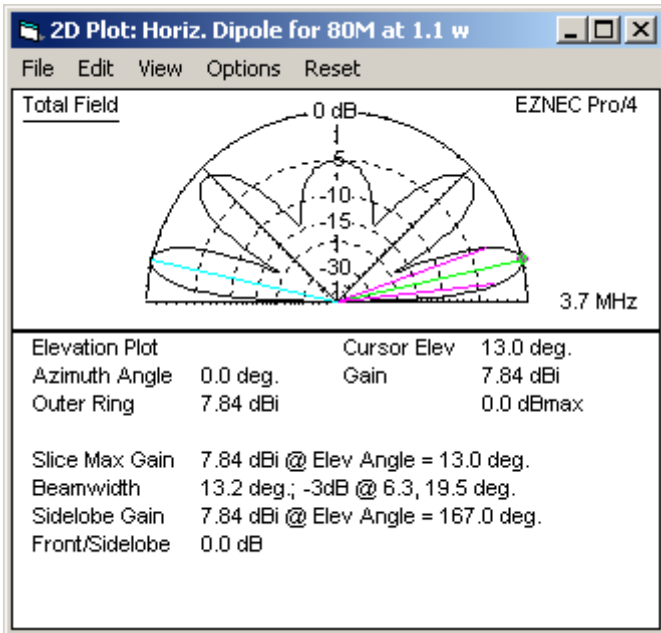 2D Plot: Horiz. Dipole for 80M at 1.1 w
File Edit View Options Reset
Total Field
EZNEC Pro/4
0 dB
-10
-15
-30
3.7 MHz
Elevation Plot
Cursor Elev 13.0 deg.
Azimuth Angle 0.0 deg.
Gain 7.84 dBi
Outer Ring 7.84 dBi
0.0 dBmax
Slice Max Gain 7.84 dBi @ Elev Angle = 13.0 deg.
Beamwidth 13.2 deg.; -3dB @ 6.3, 19.5 deg.
Sidelobe Gain 7.84 dBi @ Elev Angle = 167.0 deg.
Front/Sidelobe 0.0 dB